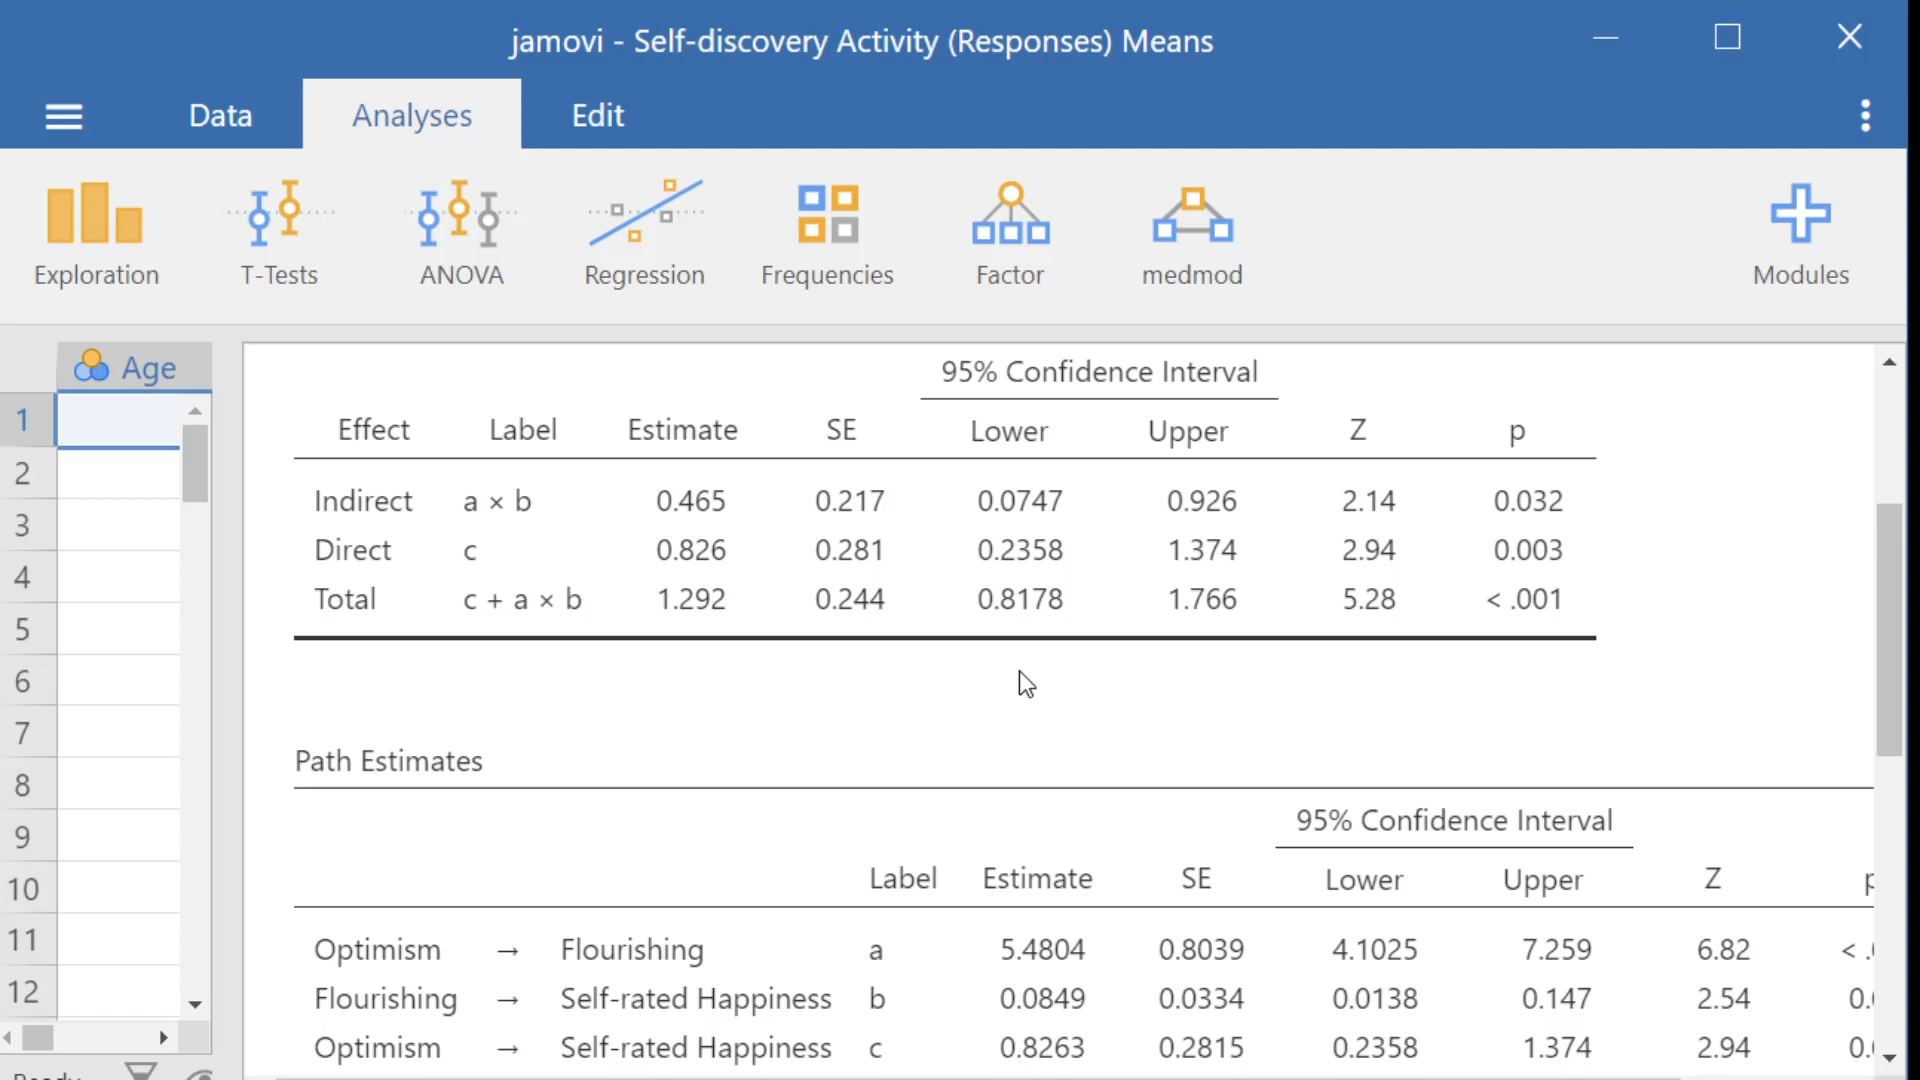 jamovi - Self-discovery Activity (Responses) Means
Data Analyses Edit
Exploration T-Tests ANOVA Regression Frequencies Factor medmod Modules
Age
95% Confidence Interval
Effect Label Estimate SE Lower Upper Z p
Indirect a × b 0.465 0.217 0.0747 0.926 2.14 0.032
Direct c 0.826 0.281 0.2358 1.374 2.94 0.003
Total c + a × b 1.292 0.244 0.8178 1.766 5.28 < .001
Path Estimates
95% Confidence Interval
Label Estimate SE Lower Upper Z p
Optimism → Flourishing a 5.4804 0.8039 4.1025 7.259 6.82 < .
Flourishing → Self-rated Happiness b 0.0849 0.0334 0.0138 0.147 2.54 0.
Optimism → Self-rated Happiness c 0.8263 0.2815 0.2358 1.374 2.94 0.
1
2
3
4
5
6
7
8
9
10
11
12
Ready